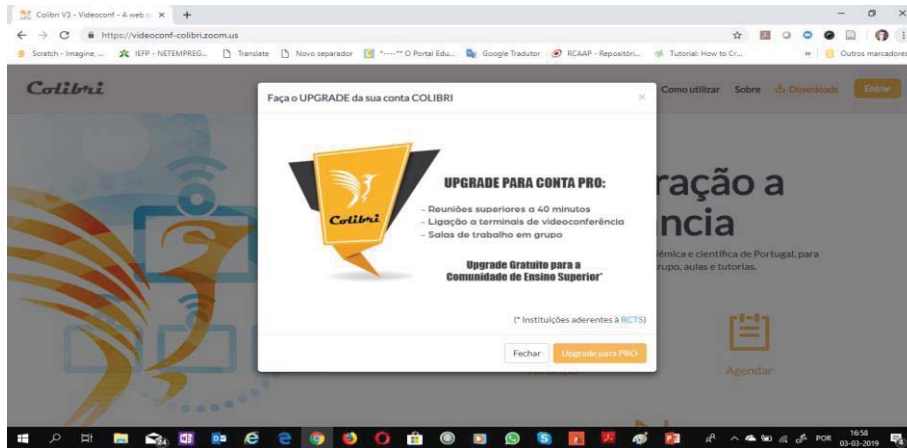 Colibri V3 - Videoconf - A web c
https://videoconf-colibri.zoom.us
Scratch - Imagine, ...
IEFP - NETEMPREG...
Translate
Novo separador
*----** O Portal Edu...
Google Tradutor
RCAAP - Repositóri...
Tutorial: How to Cr...
»
Outros marcadores
Colibri
Como utilizar
Sobre
Downloads
Entrar
Faça o UPGRADE da sua conta COLIBRI
×
Colibri
UPGRADE PARA CONTA PRO:
- Reuniões superiores a 40 minutos
- Ligação a terminais de videoconferência
- Salas de trabalho em grupo
Upgrade Gratuito para a
Comunidade de Ensino Superior*
(* Instituições aderentes à RCTS)
Fechar
Upgrade para PRO
ração a
ncia
démica e científica de Portugal, para
rupo, aulas e tutorias.
Agendar
POR
16:58
03-03-2019